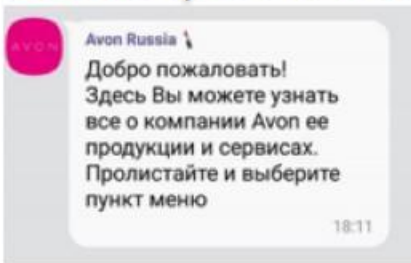 AVON
Avon Russia
Добро пожаловать!
Здесь Вы можете узнать
все о компании Avon ее
продукции и сервисах.
Пролистайте и выберите
пункт меню
18:11